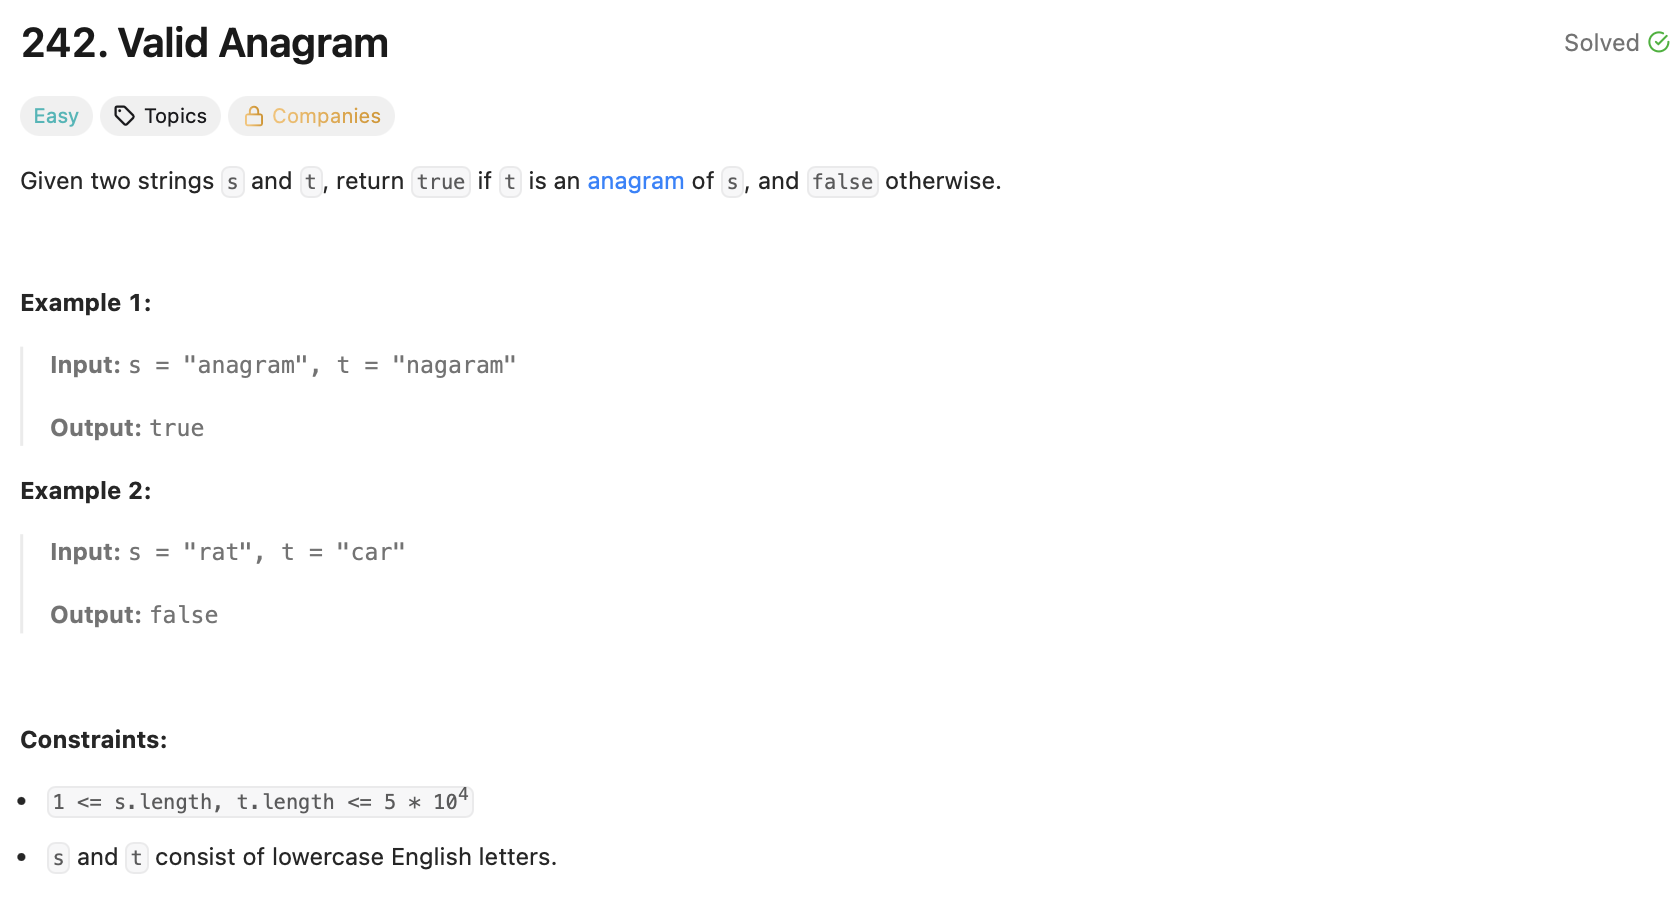 242. Valid Anagram
Solved
Easy Topics Companies
Given two strings s and t, return true if t is an anagram of s, and false otherwise.
Example 1:
Input: s = "anagram", t = "nagaram"
Output: true
Example 2:
Input: s = "rat", t = "car"
Output: false
Constraints:
• 1 <= s.length, t.length <= 5 * 10⁴
• s and t consist of lowercase English letters.